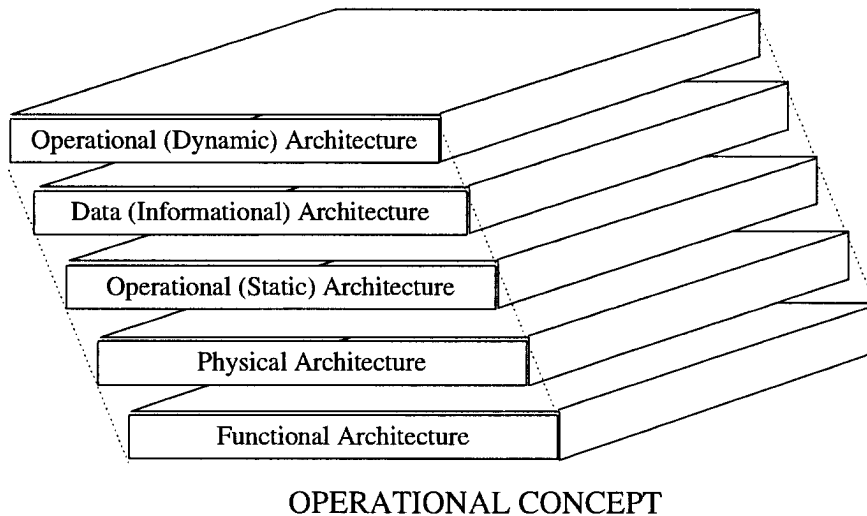 Operational (Dynamic) Architecture
Data (Informational) Architecture
Operational (Static) Architecture
Physical Architecture
Functional Architecture
OPERATIONAL CONCEPT